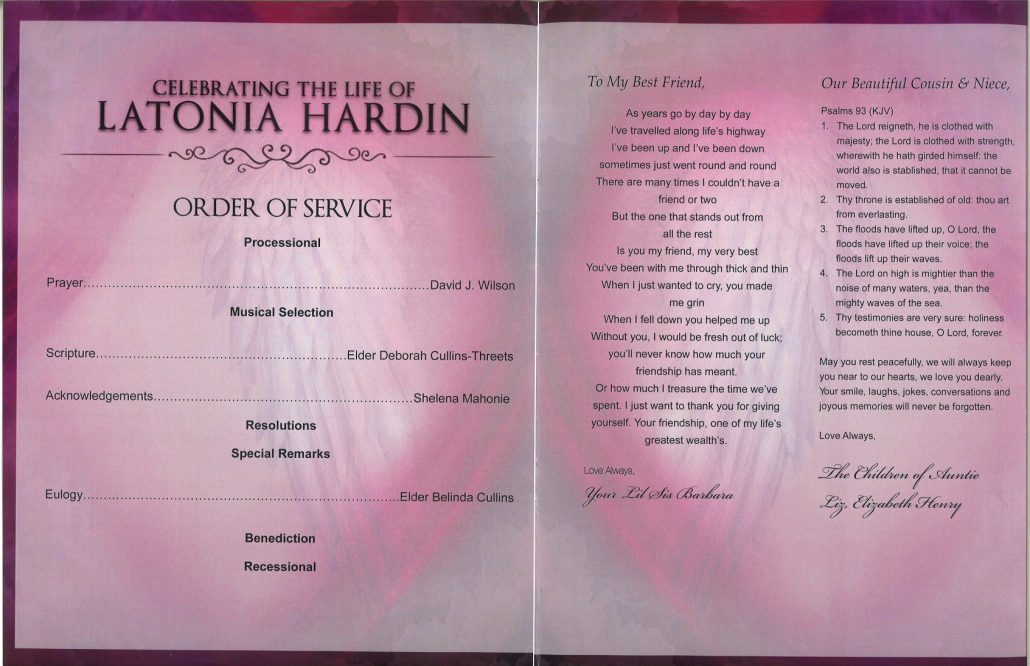 CELEBRATING THE LIFE OF
LATONIA HARDIN
ORDER OF SERVICE
Processional
Prayer....................................................................................................David J. Wilson
Musical Selection
Scripture........................................................................Elder Deborah Cullins-Threets
Acknowledgements...........................................................................Shelena Mahonie
Resolutions
Special Remarks
Eulogy...........................................................................................Elder Belinda Cullins
Benediction
Recessional
To My Best Friend,
As years go by day by day
I've travelled along life's highway
I've been up and I've been down
sometimes just went round and round
There are many times I couldn't have a
friend or two
But the one that stands out from
all the rest
Is you my friend, my very best
You've been with me through thick and thin
When I just wanted to cry, you made
me grin
When I fell down you helped me up
Without you, I would be fresh out of luck;
you'll never know how much your
friendship has meant.
Or how much I treasure the time we've
spent. I just want to thank you for giving
yourself. Your friendship, one of my life's
greatest wealth's.
Love Always,
Your Lil Sis Barbara
Our Beautiful Cousin & Niece,
Psalms 93 (KJV)
1. The Lord reigneth, he is clothed with
majesty; the Lord is clothed with strength,
wherewith he hath girded himself: the
world also is stablished, that it cannot be
moved.
2. Thy throne is established of old: thou art
from everlasting.
3. The floods have lifted up, O Lord, the
floods have lifted up their voice; the
floods lift up their waves.
4. The Lord on high is mightier than the
noise of many waters, yea, than the
mighty waves of the sea.
5. Thy testimonies are very sure: holiness
becometh thine house, O Lord, forever.
May you rest peacefully, we will always keep
you near to our hearts, we love you dearly.
Your smile, laughs, jokes, conversations and
joyous memories will never be forgotten.
Love Always,
The Children of Auntie
Liz, Elizabeth Henry